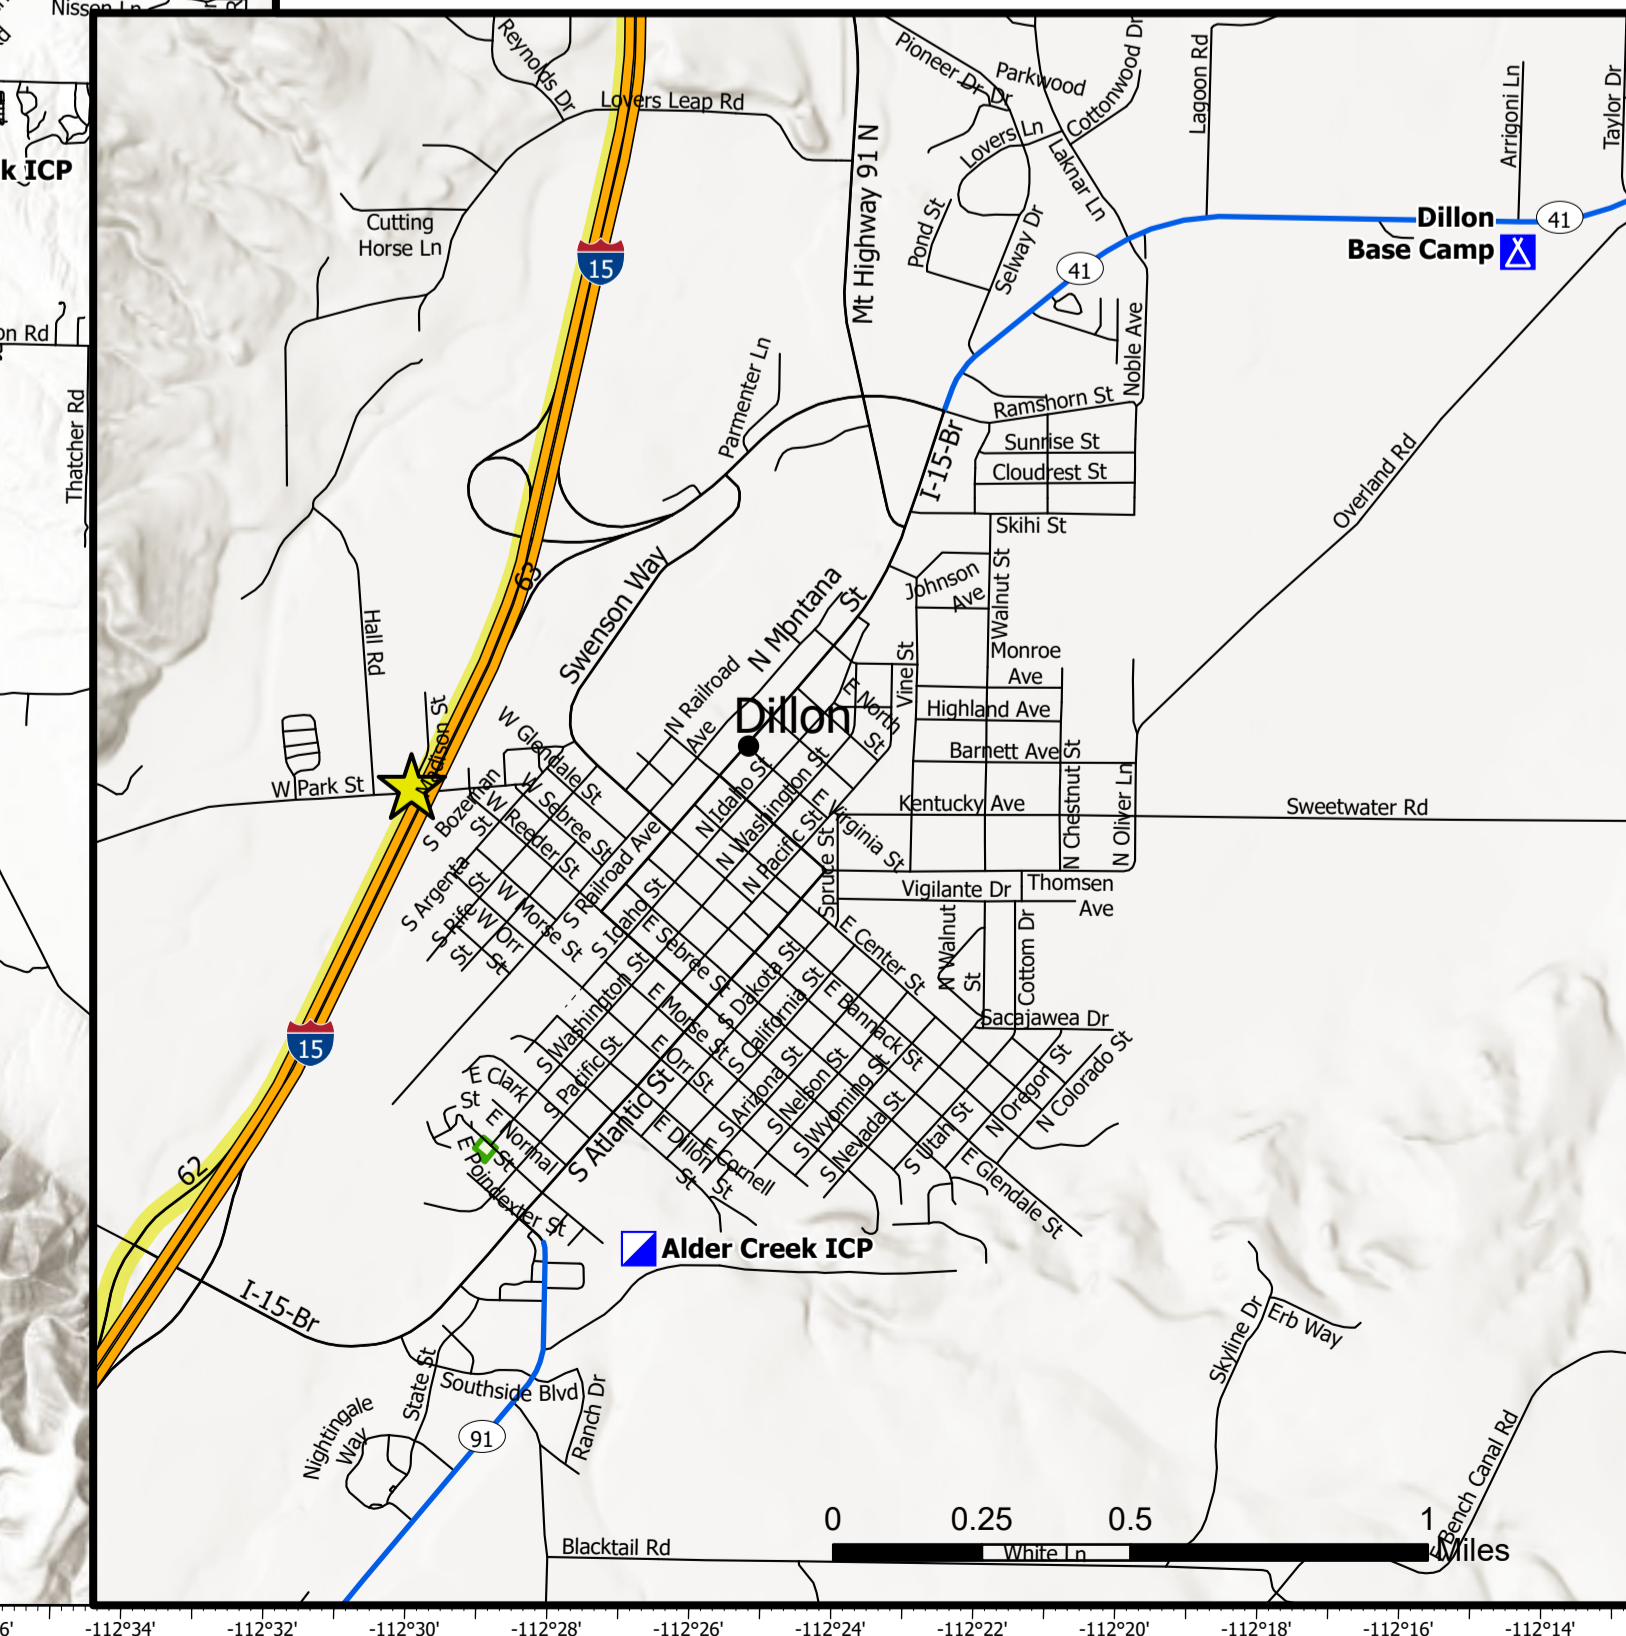 Nissen Ln
k ICP
on Rd
Thatcher Rd
Reynolds Dr
Lovers Leap Rd
Cutting
Horse Ln
15
Mt Highway 91 N
Pioneer Dr
Parkwood
Dr
Cottonwood Dr
Lovers Ln
Laknar Ln
Pond St
Selway Dr
Lagoon Rd
Arrigoni Ln
Taylor Dr
41
41
Dillon
Base Camp
Noble Ave
Parmenter Ln
I-15-Br
Ramshorn St
Sunrise St
Cloudrest St
Skihi St
Overland Rd
63
Swenson Way
Hall Rd
Madison St
W Park St
N Montana
St
Johnson
Ave
Walnut St
Monroe
Ave
Vine St
Highland Ave
Barnett Ave
Kentucky Ave
N Chestnut St
N Oliver Ln
Sweetwater Rd
N Railroad
Ave
Dillon
E North
St
W Glendale St
W Sebree St
W Reeder St
S Bozeman
St
S Argenta
St
S Rife
St
W Morse St
W Orr
St
S Railroad Ave
N Idaho St
N Washington St
N Pacific St
E Virginia St
Spruce St
Vigilante Dr
Thomsen
Ave
N Walnut
St
Cottom Dr
Sacajawea Dr
S Idaho St
E Sebree St
S Washington St
E Morse St
S Dakota St
S California St
E Center St
E Bannack St
E Orr St
S Pacific St
S Atlantic St
S Arizona St
S Nelson St
S Wyoming St
S Nevada St
S Utah St
N Oregon St
N Colorado St
E Glendale St
E Dillon
St
E Cornell
St
E Clark
St
E Normal
St
E Poindexter St
15
62
I-15-Br
Alder Creek ICP
State St
Southside Blvd
Ranch Dr
Nightingale
Way
91
Blacktail Rd
White Ln
Skyline Dr
Erb Way
E Bench Canal Rd
0 0.25 0.5 1
Miles
6' -112°34' -112°32' -112°30' -112°28' -112°26' -112°24' -112°22' -112°20' -112°18' -112°16' -112°14'